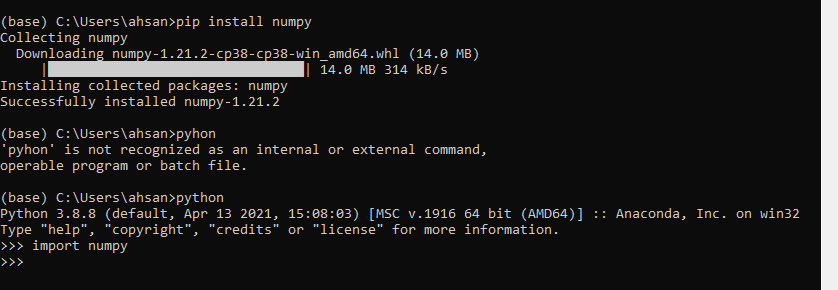 (base) C:\Users\ahsan>pip install numpy
Collecting numpy
  Downloading numpy-1.21.2-cp38-cp38-win_amd64.whl (14.0 MB)
     |████████████████████████████████| 14.0 MB 314 kB/s
Installing collected packages: numpy
Successfully installed numpy-1.21.2
(base) C:\Users\ahsan>pyhon
'pyhon' is not recognized as an internal or external command,
operable program or batch file.
(base) C:\Users\ahsan>python
Python 3.8.8 (default, Apr 13 2021, 15:08:03) [MSC v.1916 64 bit (AMD64)] :: Anaconda, Inc. on win32
Type "help", "copyright", "credits" or "license" for more information.
>>> import numpy
>>>